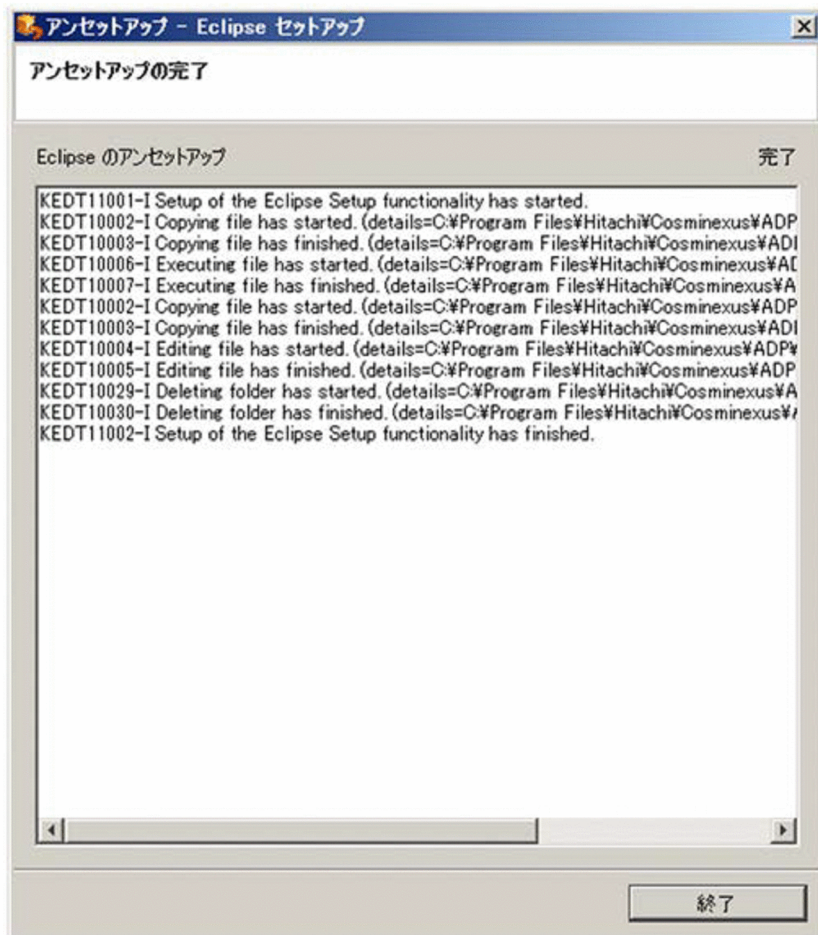 アンセットアップ - Eclipse セットアップ
アンセットアップの完了
Eclipse のアンセットアップ 完了
KEDT11001-I Setup of the Eclipse Setup functionality has started.
KEDT10002-I Copying file has started. (details=C:¥Program Files¥Hitachi¥Cosminexus¥ADP
KEDT10003-I Copying file has finished. (details=C:¥Program Files¥Hitachi¥Cosminexus¥AD
KEDT10006-I Executing file has started. (details=C:¥Program Files¥Hitachi¥Cosminexus¥A
KEDT10007-I Executing file has finished. (details=C:¥Program Files¥Hitachi¥Cosminexus¥A
KEDT10002-I Copying file has started. (details=C:¥Program Files¥Hitachi¥Cosminexus¥ADP
KEDT10003-I Copying file has finished. (details=C:¥Program Files¥Hitachi¥Cosminexus¥AD
KEDT10004-I Editing file has started. (details=C:¥Program Files¥Hitachi¥Cosminexus¥ADP¥
KEDT10005-I Editing file has finished. (details=C:¥Program Files¥Hitachi¥Cosminexus¥ADP
KEDT10029-I Deleting folder has started. (details=C:¥Program Files¥Hitachi¥Cosminexus¥A
KEDT10030-I Deleting folder has finished. (details=C:¥Program Files¥Hitachi¥Cosminexus¥
KEDT11002-I Setup of the Eclipse Setup functionality has finished.
終了